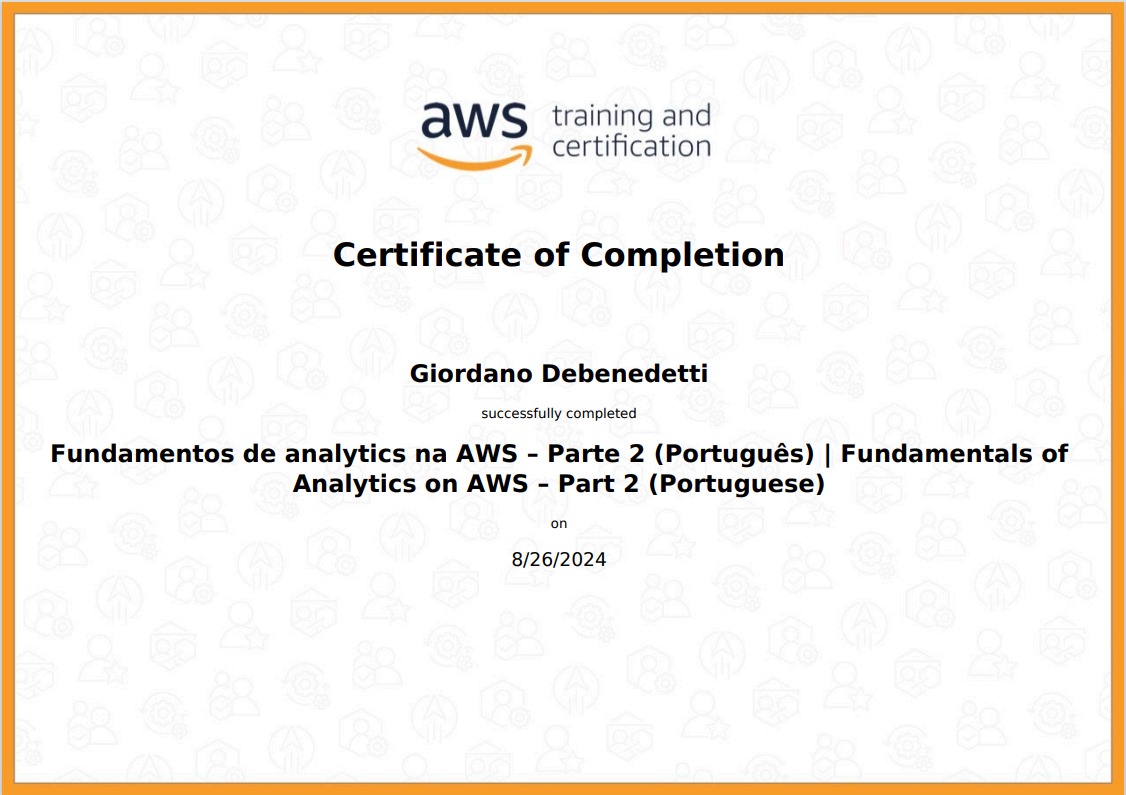 aws training and
certification
Certificate of Completion
Giordano Debenedetti
successfully completed
Fundamentos de analytics na AWS – Parte 2 (Português) | Fundamentals of
Analytics on AWS – Part 2 (Portuguese)
on
8/26/2024